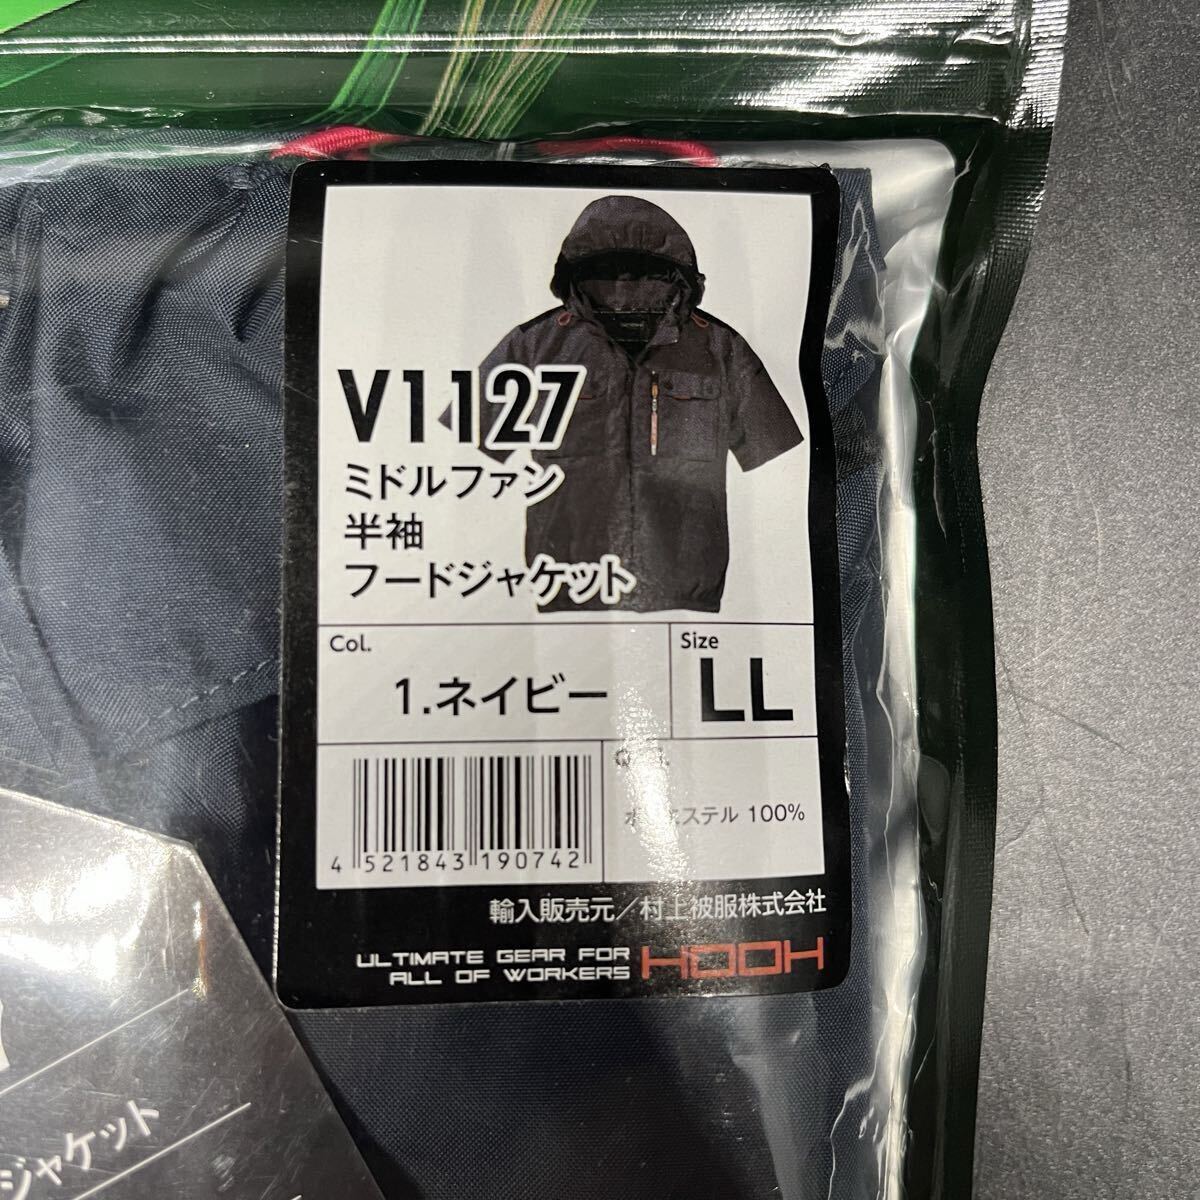 V1127
ミドルファン
半袖
フードジャケット
Col.
1.ネイビー
Size
LL
4 521843 190742
ステル 100%
輸入販売元／村上被服株式会社
ULTIMATE GEAR FOR
ALL OF WORKERS
HOOH
ジャケット